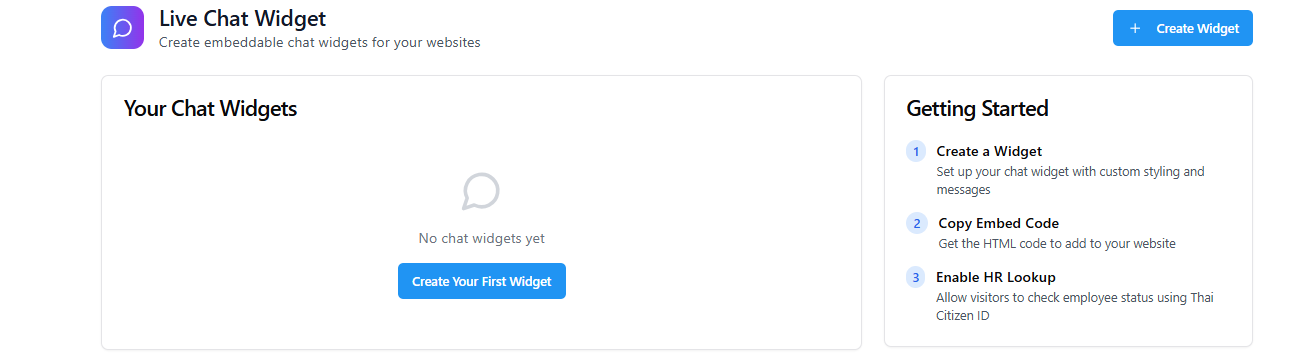 Live Chat Widget
Create embeddable chat widgets for your websites
+ Create Widget
Your Chat Widgets
No chat widgets yet
Create Your First Widget
Getting Started
1 Create a Widget
Set up your chat widget with custom styling and
messages
2 Copy Embed Code
Get the HTML code to add to your website
3 Enable HR Lookup
Allow visitors to check employee status using Thai
Citizen ID